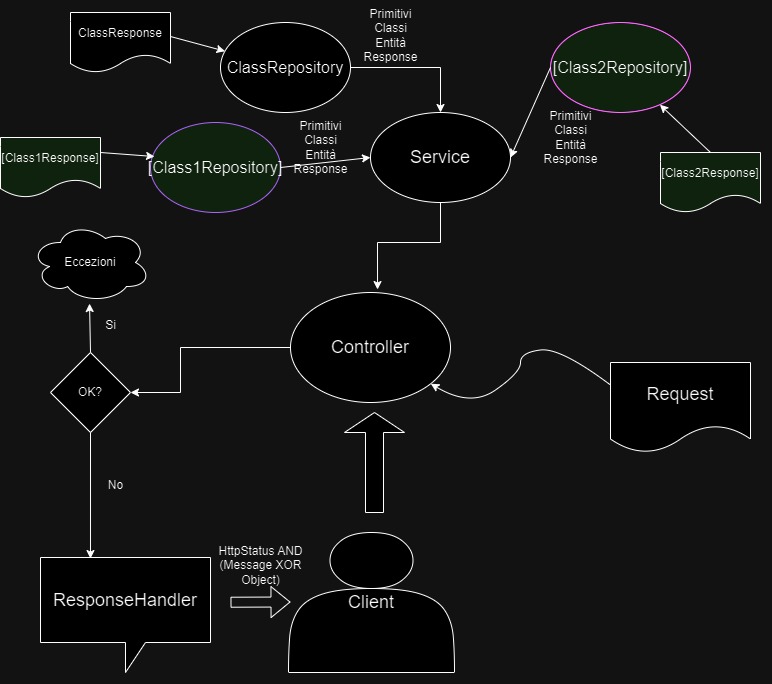 ClassResponse
ClassRepository
Primitivi
Classi
Entità
Response
[Class2Repository]
Primitivi
Classi
Entità
Response
[Class2Response]
[Class1Response]
[Class1Repository]
Primitivi
Classi
Entità
Response
Service
Eccezioni
Si
OK?
No
Controller
Request
ResponseHandler
HttpStatus AND
(Message XOR
Object)
Client